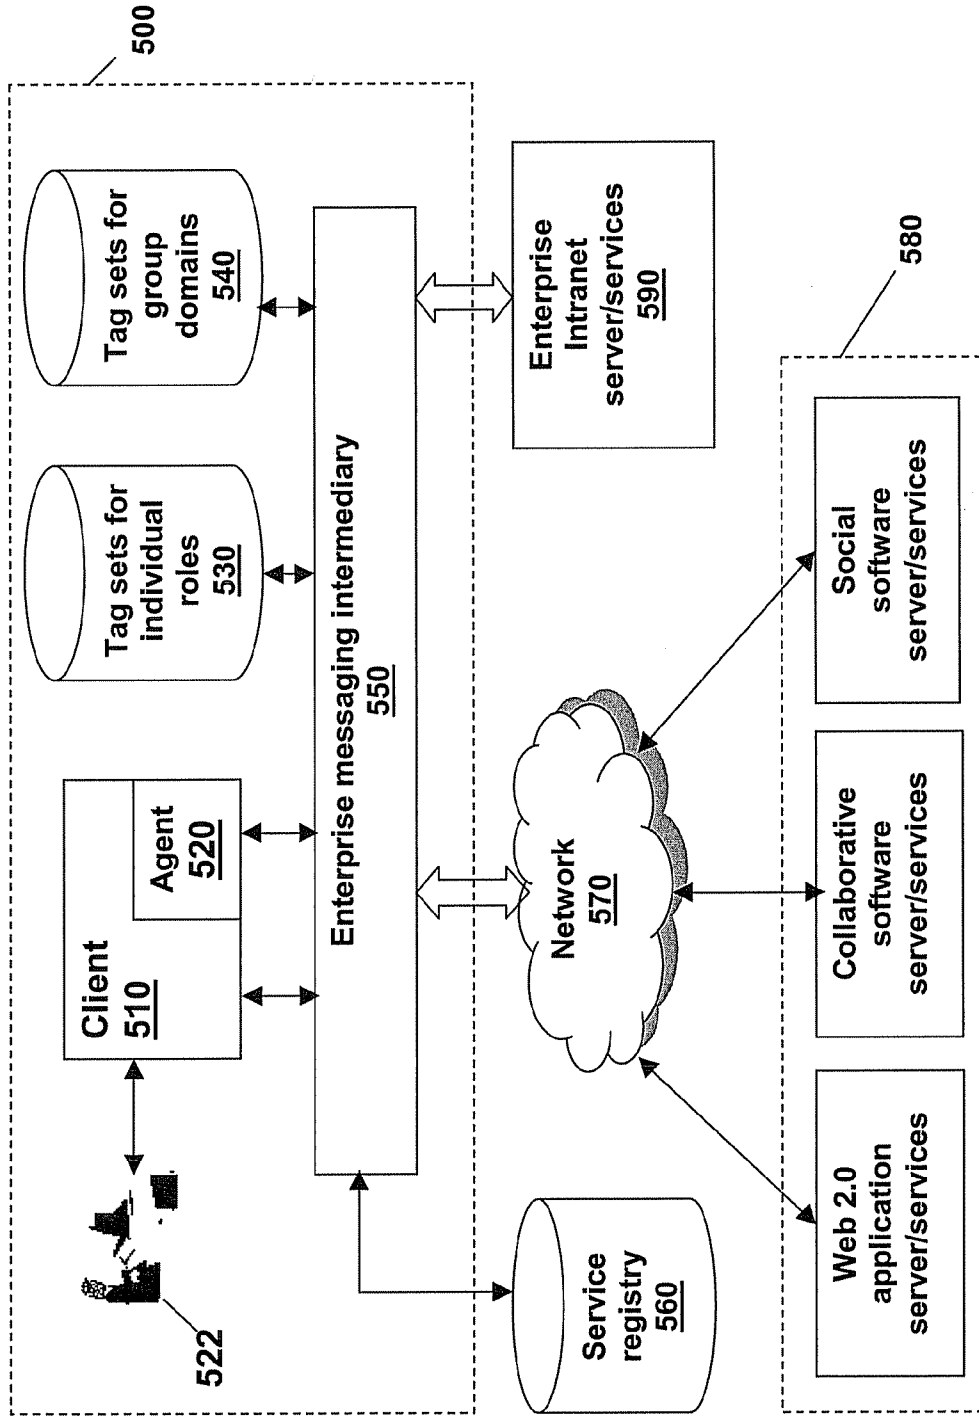 500
Client
510
Agent
520
Tag sets for
individual
roles
530
Tag sets for
group
domains
540
522
Enterprise messaging intermediary
550
Service
registry
560
Network
570
Enterprise
Intranet
server/services
590
580
Web 2.0
application
server/services
Collaborative
software
server/services
Social
software
server/services